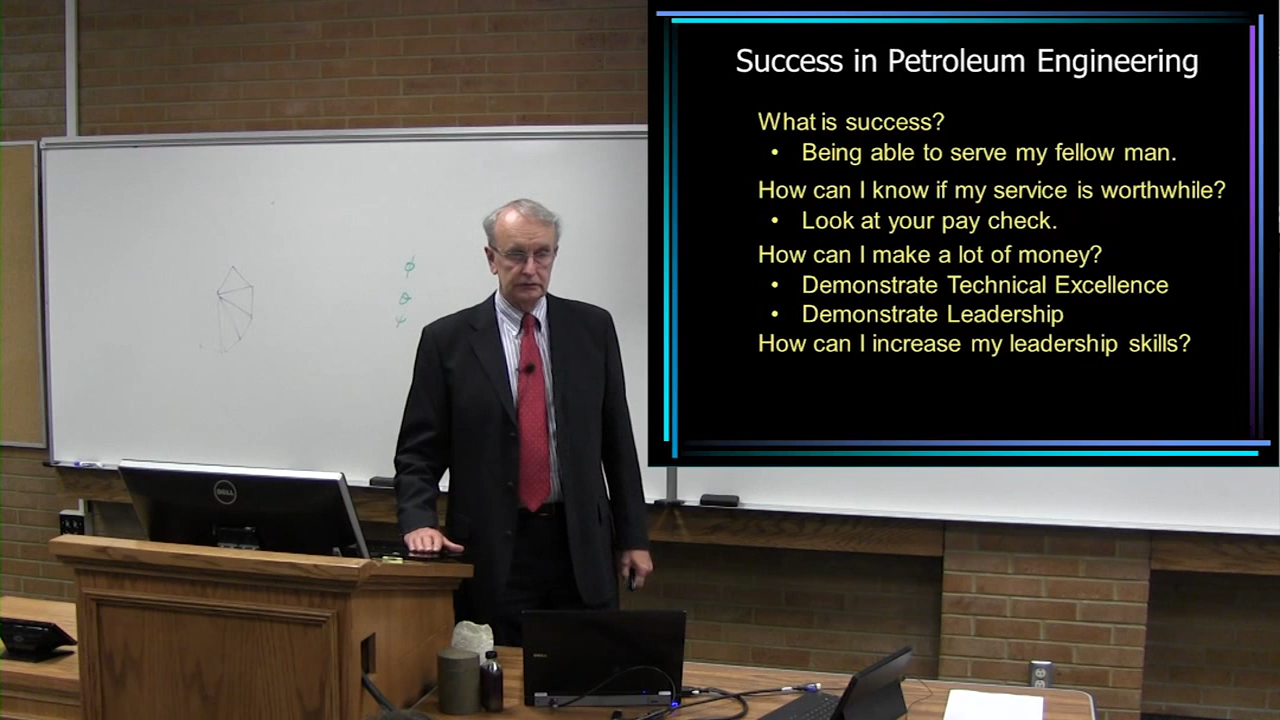 Success in Petroleum Engineering
What is success?
• Being able to serve my fellow man.
How can I know if my service is worthwhile?
• Look at your pay check.
How can I make a lot of money?
• Demonstrate Technical Excellence
• Demonstrate Leadership
How can I increase my leadership skills?
ϕ
θ
ψ
DELL
DELL